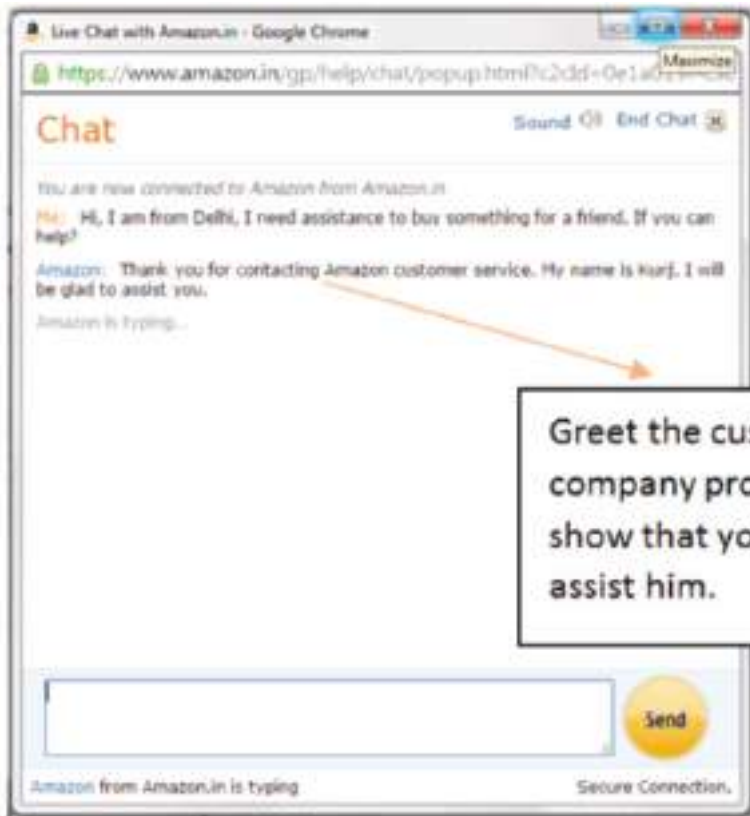 Live Chat with Amazon.in - Google Chrome
Maximize
https://www.amazon.in/gp/help/chat/popup.html?
Chat
Sound End Chat
You are now connected to Amazon from Amazon.in
Me: Hi, I am from Delhi, I need assistance to buy something for a friend. If you can
help?
Amazon: Thank you for contacting Amazon customer service. My name is Kurj. I will
be glad to assist you.
Amazon is typing...
Greet the cus
company pro
show that yo
assist him.
Send
Amazon from Amazon.in is typing
Secure Connection.